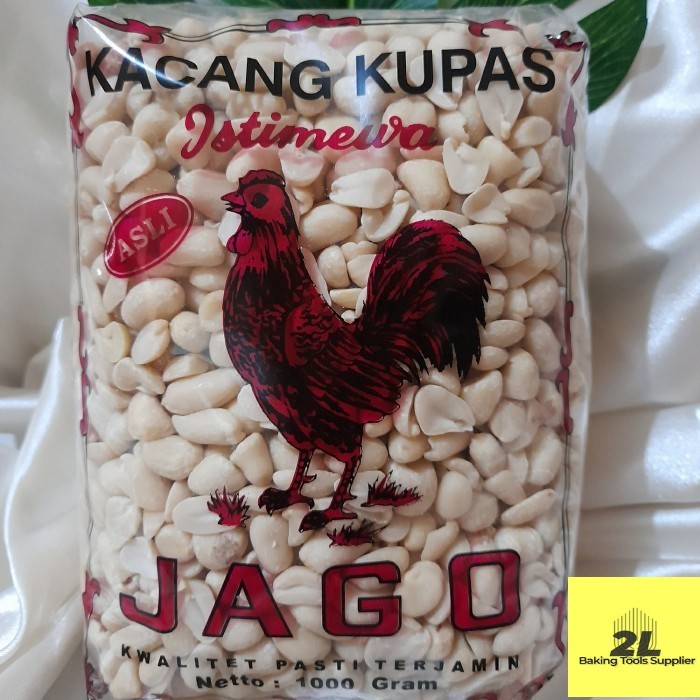 KACANG KUPAS
Istimewa
ASLI
JAGO
KWALITET PASTI TERJAMIN
Netto : 1000 Gram
2L
Baking Tools Supplier